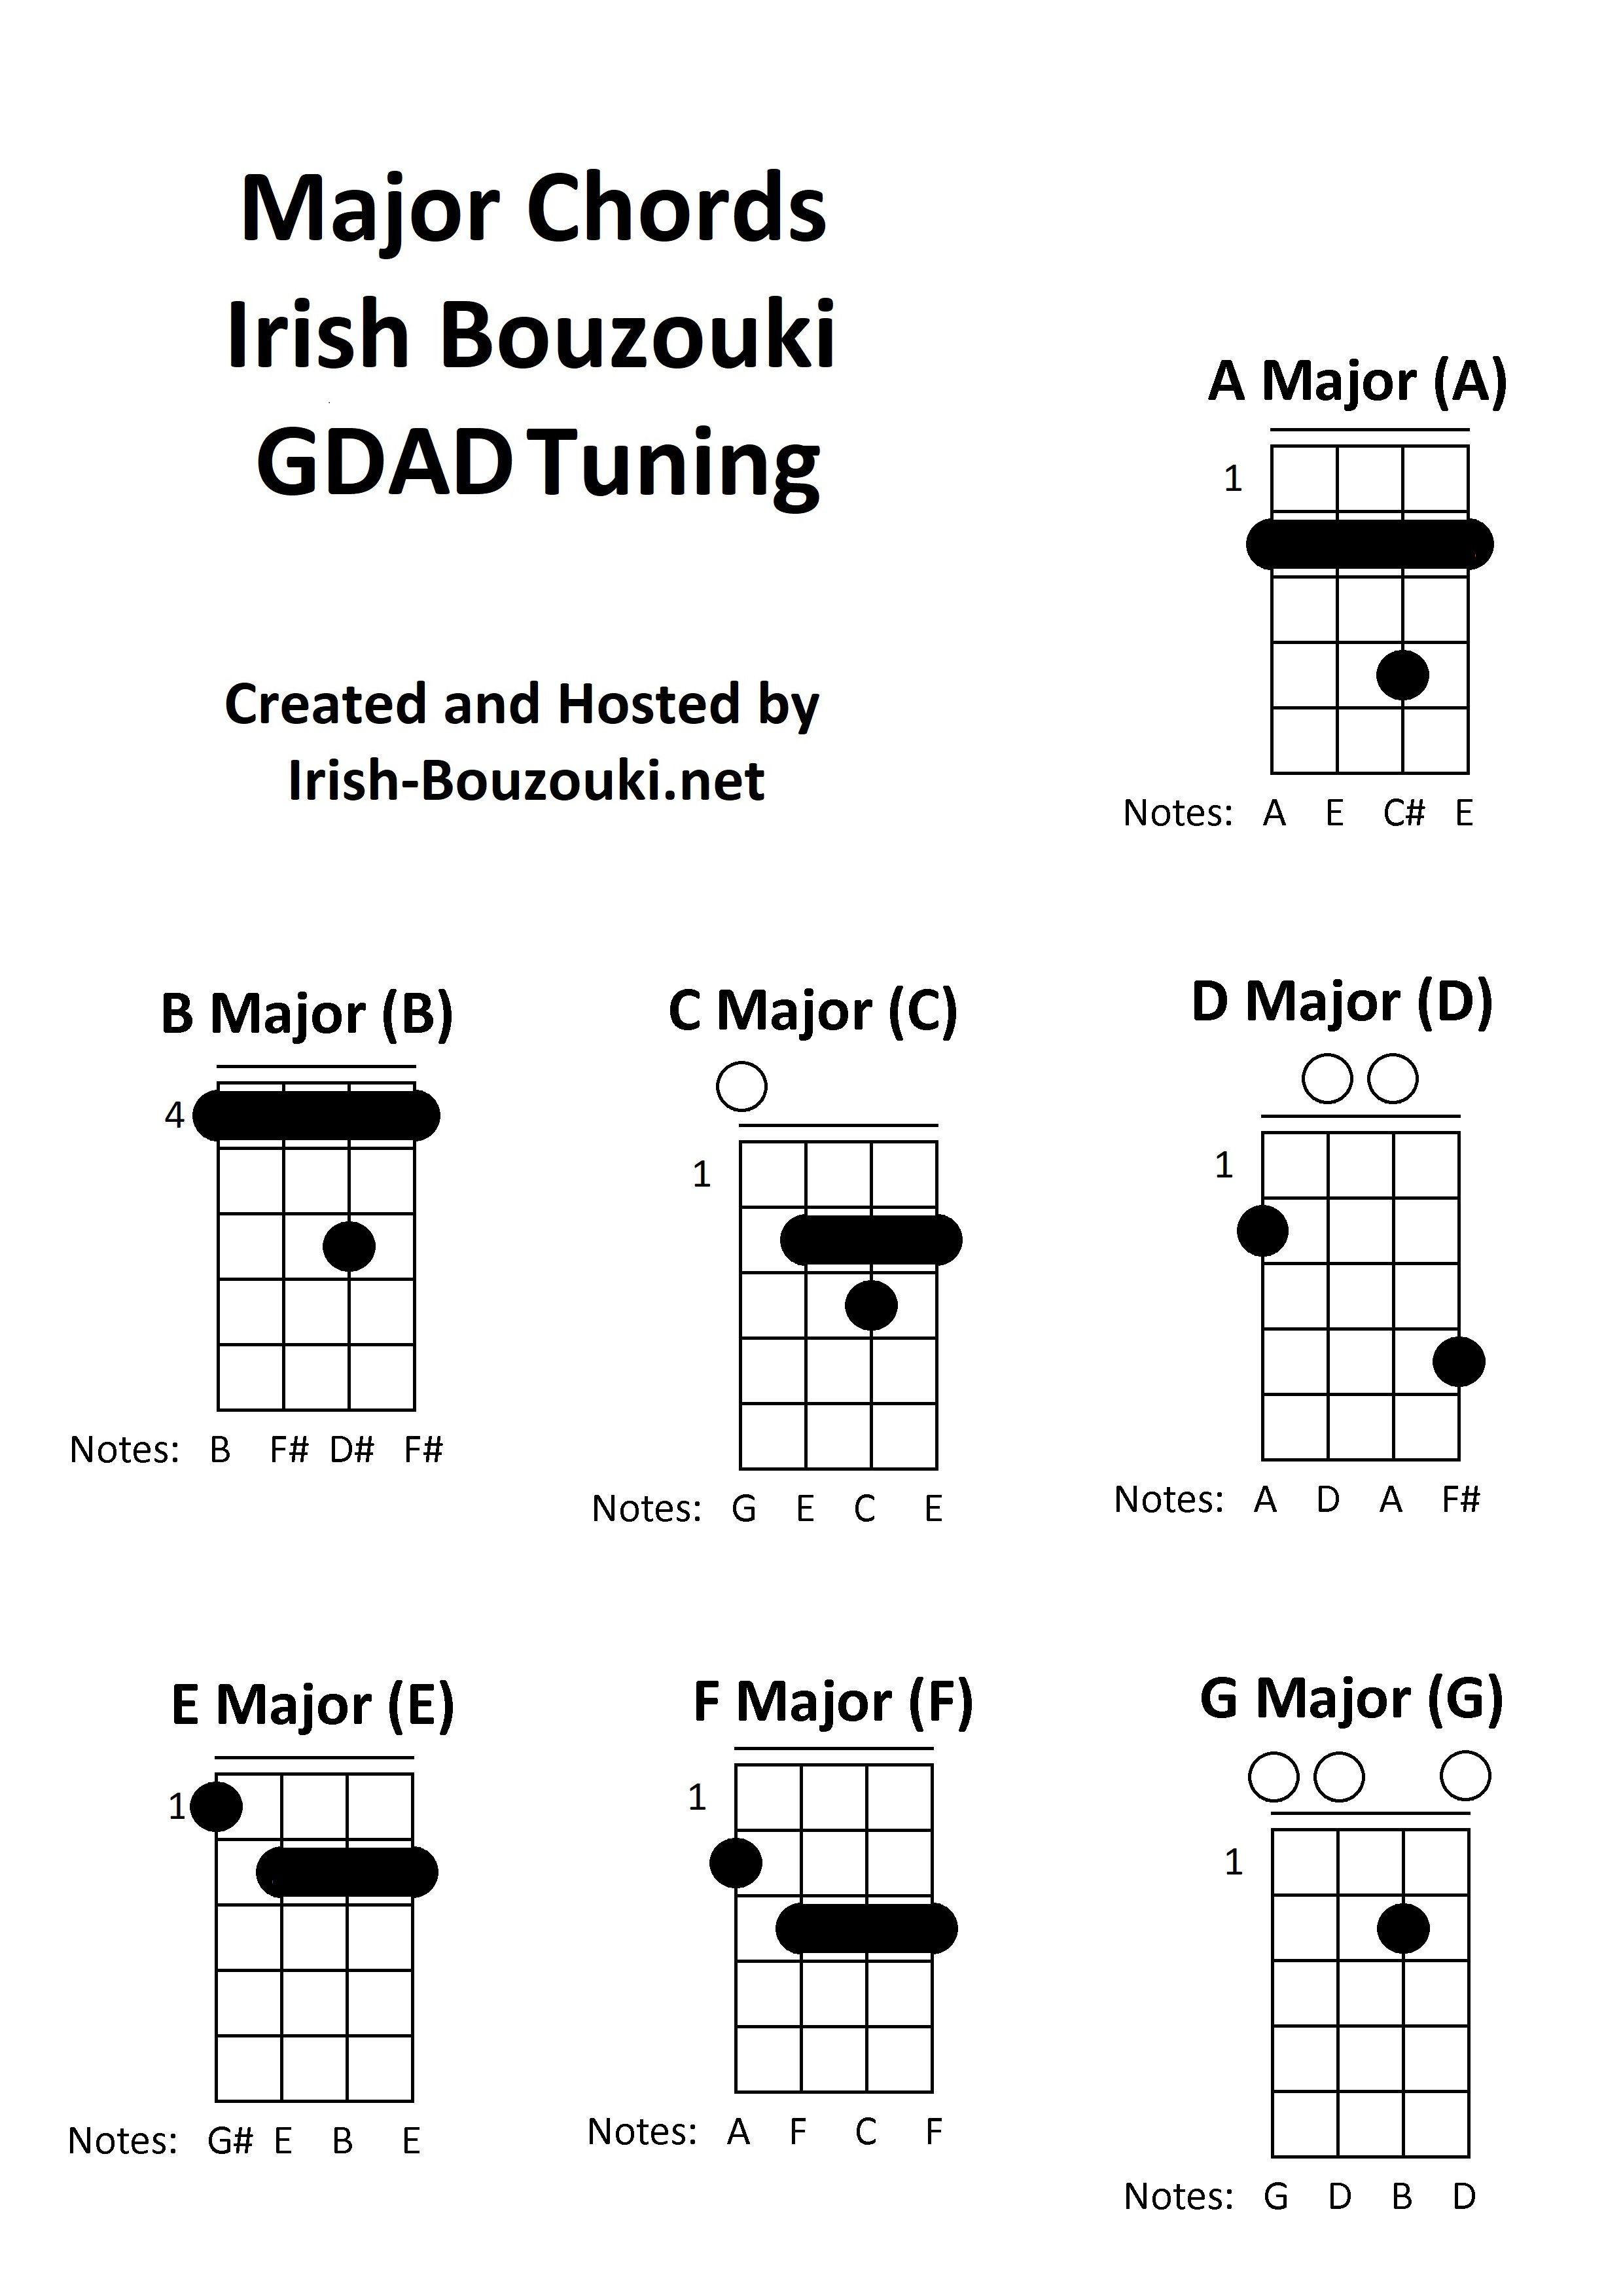 Major Chords
Irish Bouzouki
GDAD Tuning
Created and Hosted by
Irish-Bouzouki.net
A Major (A)
1
Notes: A E C# E
B Major (B)
4
Notes: B F# D# F#
C Major (C)
1
Notes: G E C E
D Major (D)
1
Notes: A D A F#
E Major (E)
1
Notes: G# E B E
F Major (F)
1
Notes: A F C F
G Major (G)
1
Notes: G D B D